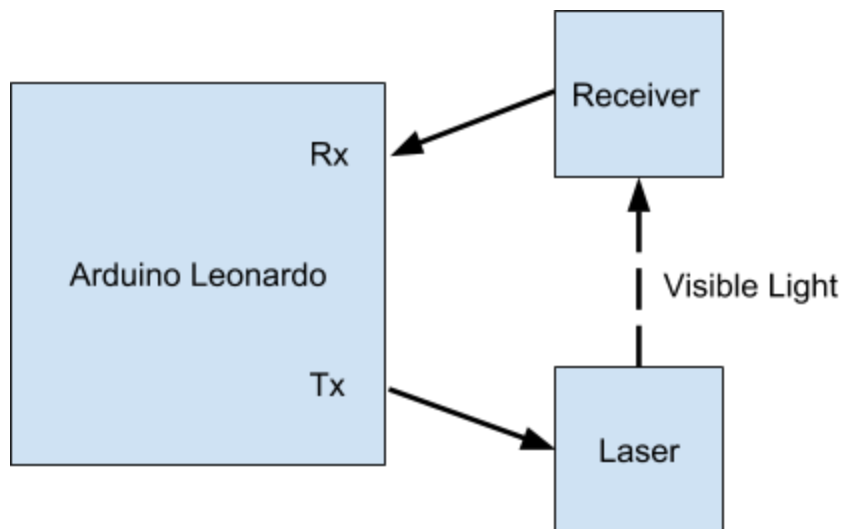 Receiver
Rx
Arduino Leonardo
Visible Light
Tx
Laser